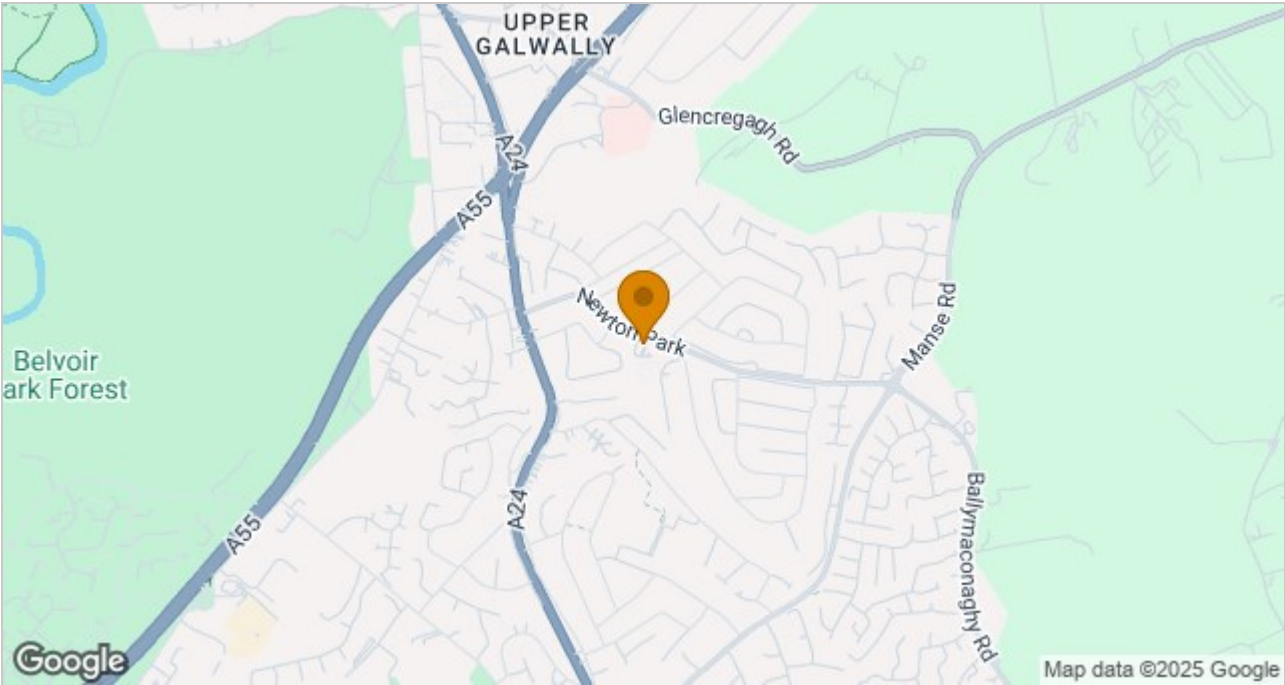 UPPER
GALWALLY
Glencregagh Rd
A24
A55
Newton Park
Manse Rd
Belvoir
ark Forest
A24
A55
Ballymaconaghy Rd
Google
Map data ©2025 Google